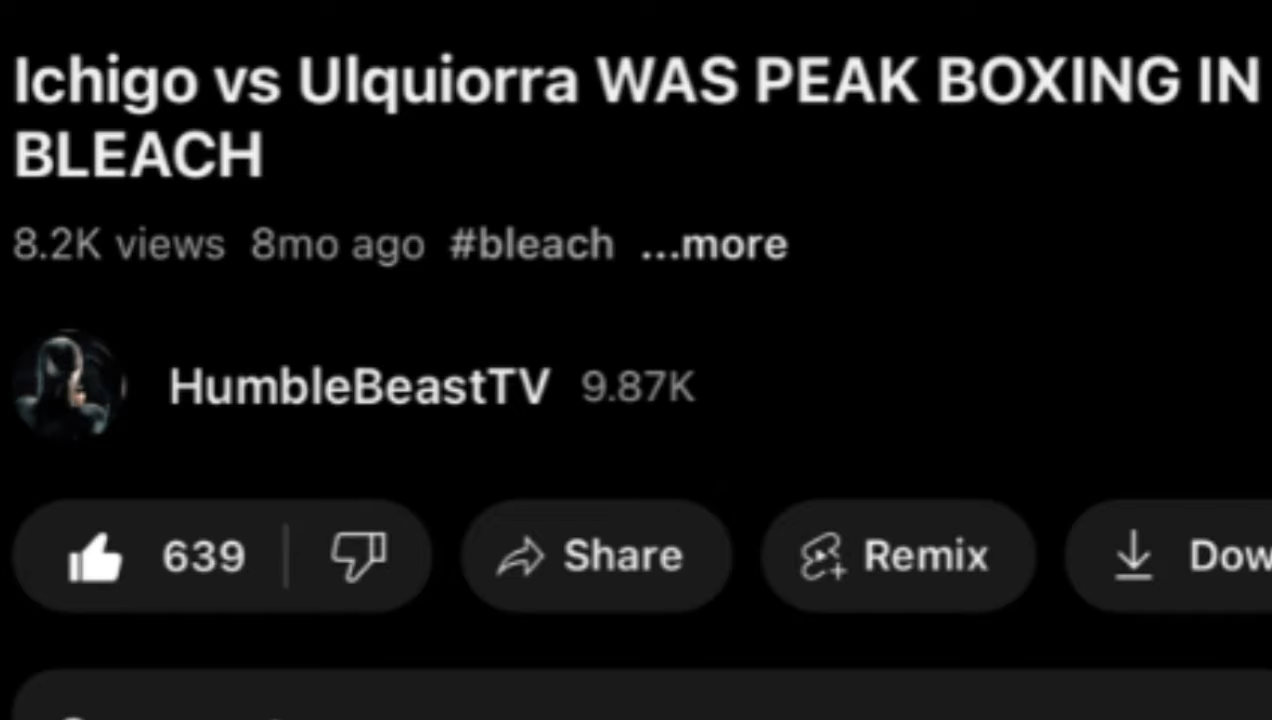 Ichigo vs Ulquiorra WAS PEAK BOXING IN
BLEACH
8.2K views 8mo ago #bleach ...more
HumbleBeastTV 9.87K
639 Share Remix Dow